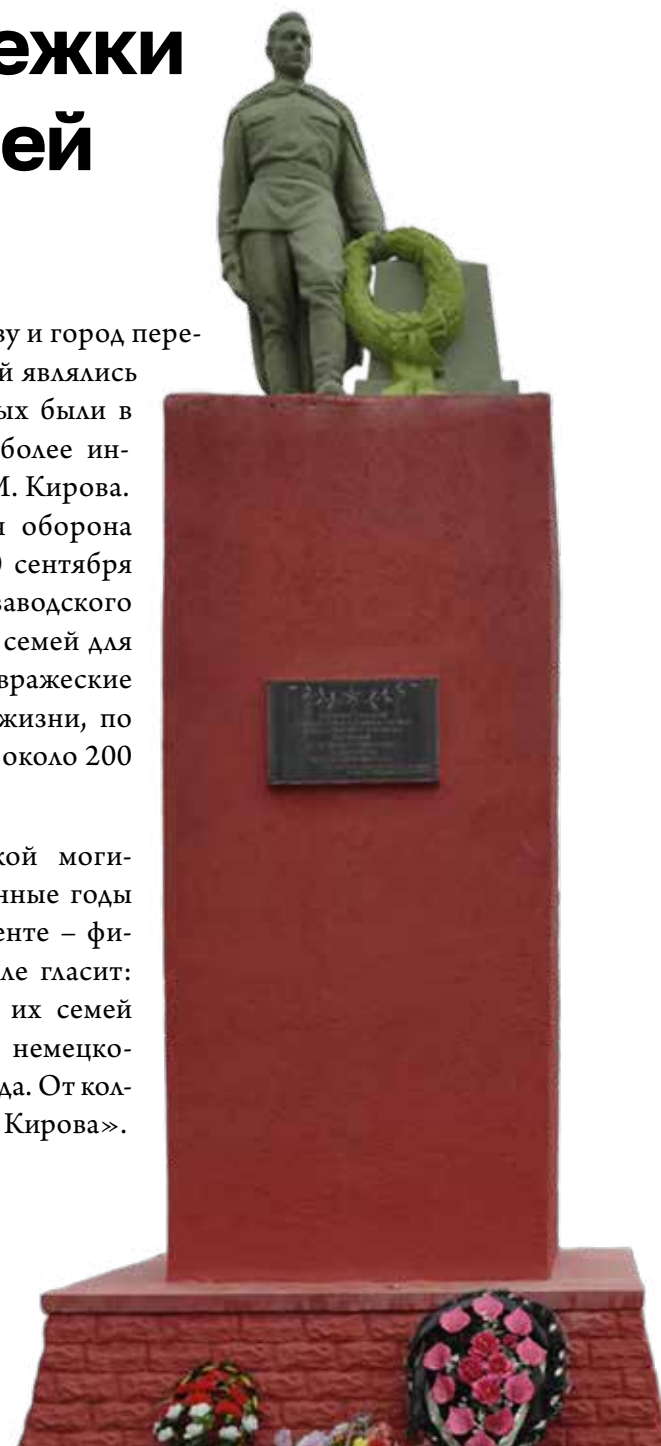 ежки
ей
ву и город пере-
й являлись
ых были в
более ин-
М. Кирова.
оборона
сентября
заводского
семей для
вражеские
жизни, по
около 200
кой моги-
нные годы
енте – фи-
ле гласит:
их семей
немецко-
да. От кол-
Кирова».